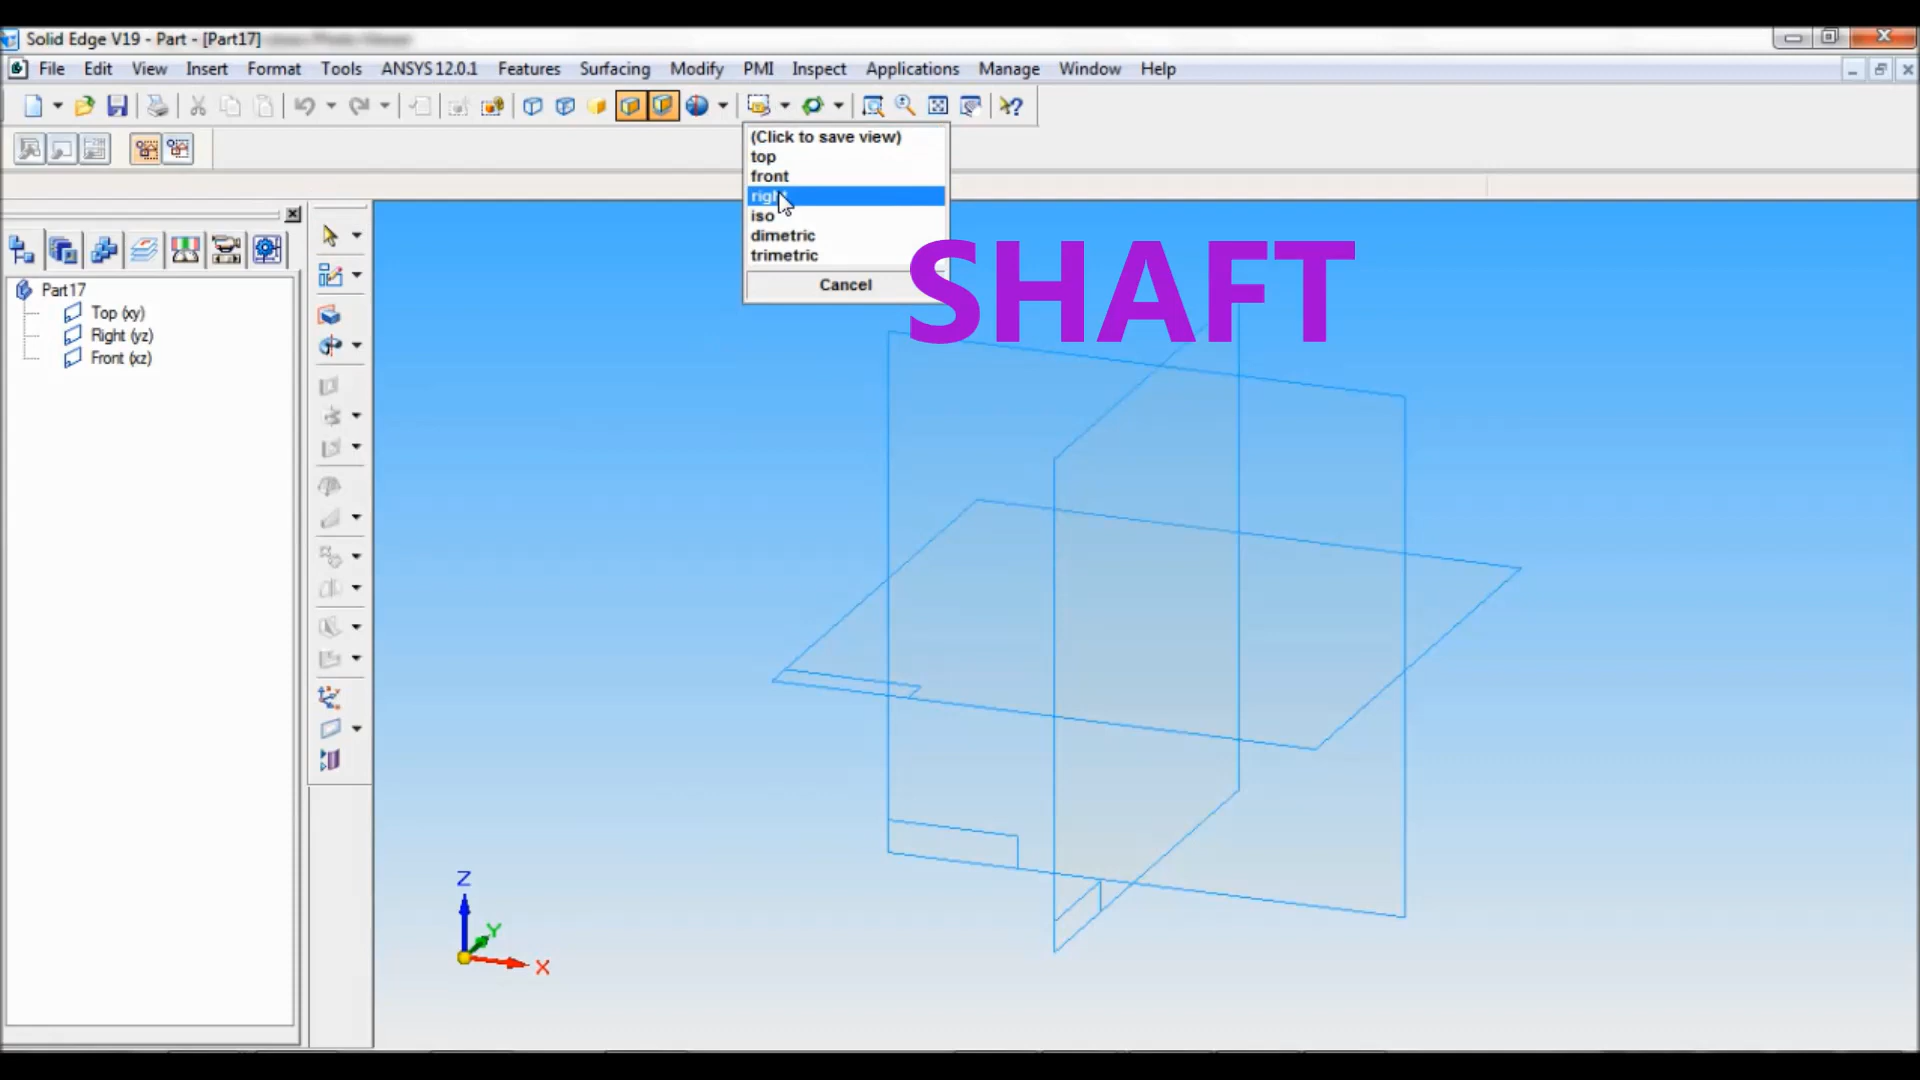 Solid Edge V19 - Part - [Part17]
File Edit View Insert Format Tools ANSYS 12.0.1 Features Surfacing Modify PMI Inspect Applications Manage Window Help
(Click to save view)
top
front
right
iso
dimetric
trimetric
Cancel
SHAFT
Part17
Top (xy)
Right (yz)
Front (xz)
Z
Y
X